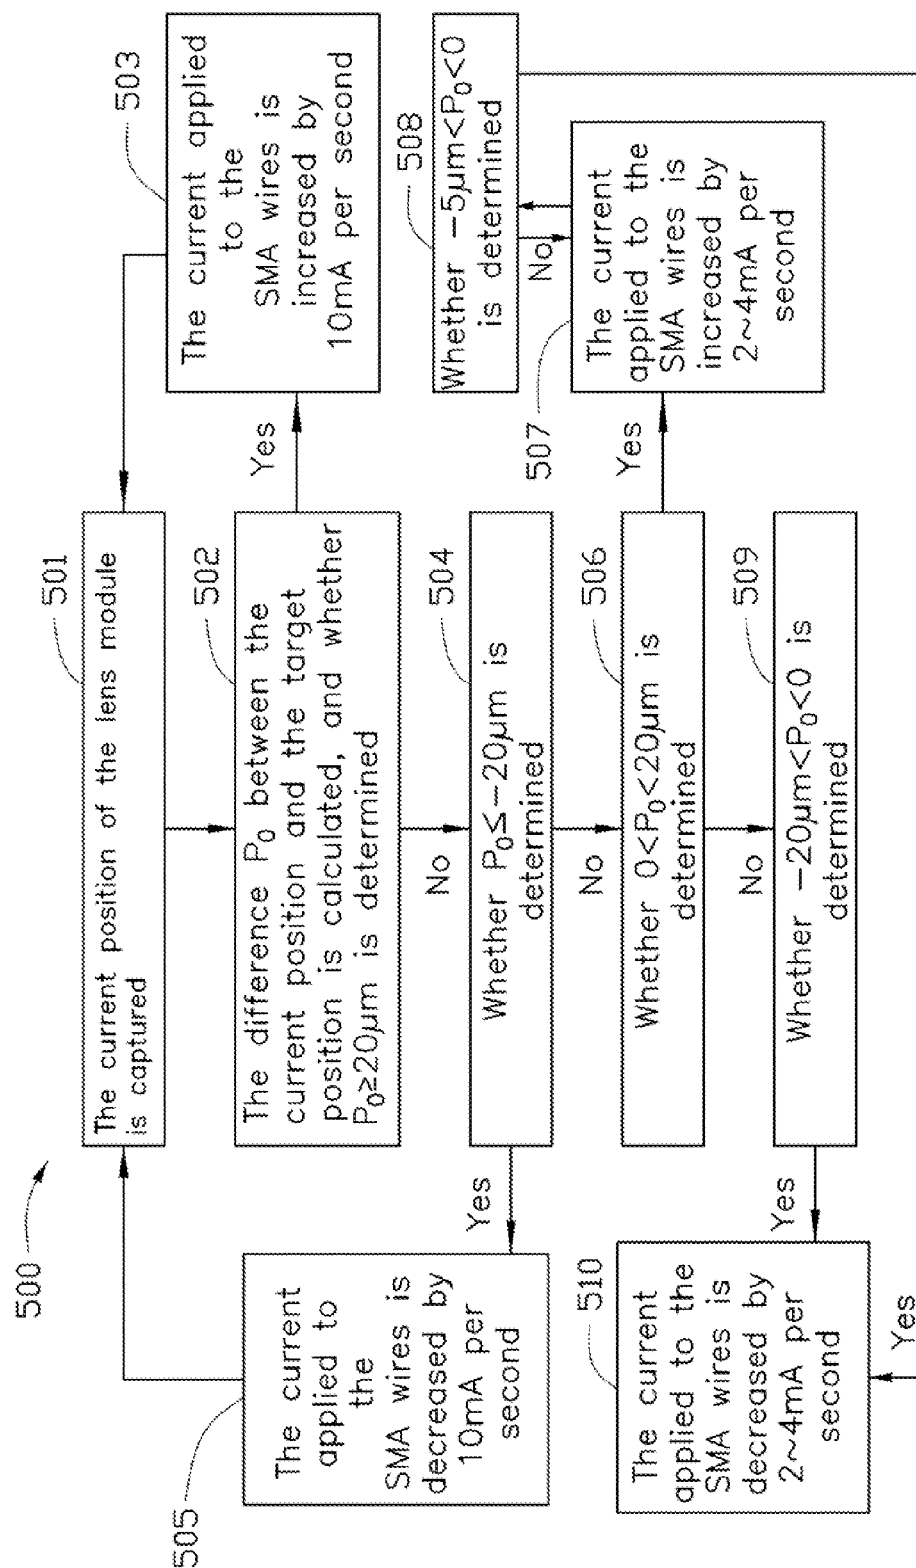 500
501
The current position of the lens module
is captured
502
The difference P₀ between the
current position and the target
position is calculated, and whether
P₀≥20μm is determined
Yes
503
The current applied
to the
SMA wires is
increased by
10mA per second
No
504
Whether P₀≤-20μm is
determined
Yes
505
The current
applied to
the
SMA wires is
decreased by
10mA per
second
No
506
Whether 0<P₀<20μm is
determined
Yes
507
The current
applied to the
SMA wires is
increased by
2~4mA per
second
508
Whether -5μm<P₀<0
is determined
No
No
509
Whether -20μm<P₀<0 is
determined
Yes
510
The current
applied to the
SMA wires is
decreased by
2~4mA per
second
Yes